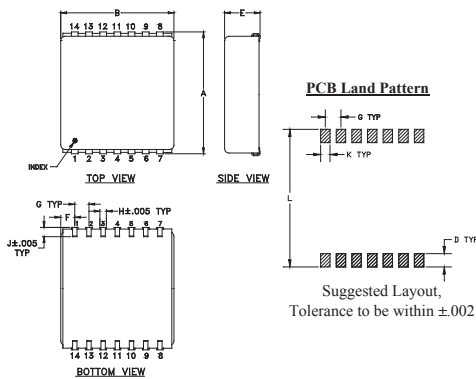 B
E
14 13 12 11 10 9 8
A
INDEX
1 2 3 4 5 6 7
TOP VIEW
SIDE VIEW
PCB Land Pattern
G TYP
K TYP
L
D TYP
Suggested Layout,
Tolerance to be within ±.002
G TYP
F
H±.005 TYP
J±.005
TYP
1 2 3 4 5 6 7
14 13 12 11 10 9 8
BOTTOM VIEW